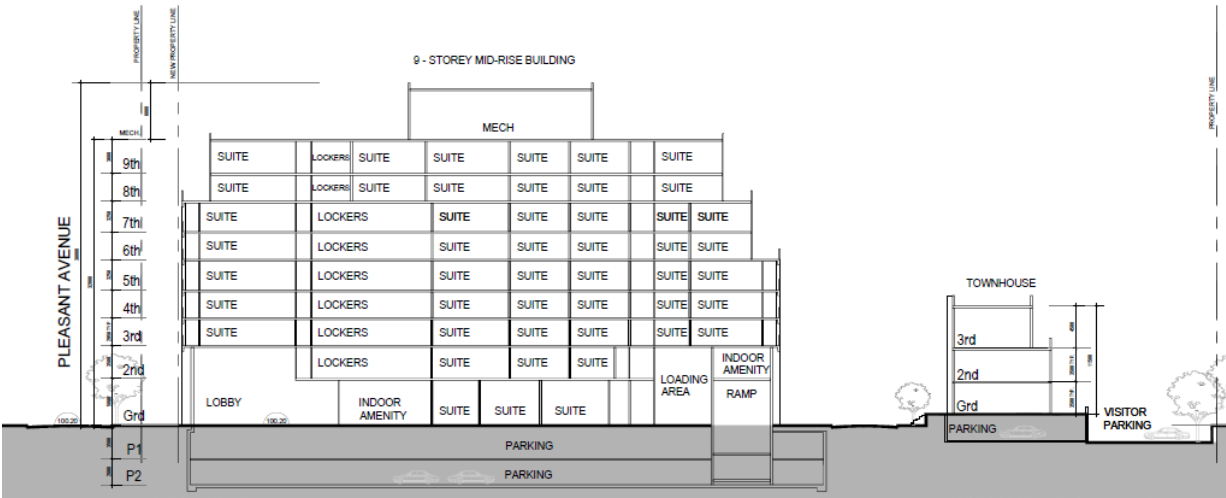 PROPERTY LINE
NEW PROPERTY LINE
9 - STOREY MID-RISE BUILDING
PROPERTY LINE
MECH
MECH.
9th
SUITE LOCKERS SUITE SUITE SUITE SUITE SUITE
8th
SUITE LOCKERS SUITE SUITE SUITE SUITE SUITE
7th
SUITE LOCKERS SUITE SUITE SUITE SUITE SUITE
6th
SUITE LOCKERS SUITE SUITE SUITE SUITE SUITE
5th
SUITE LOCKERS SUITE SUITE SUITE SUITE SUITE
4th
SUITE LOCKERS SUITE SUITE SUITE SUITE SUITE
3rd
SUITE LOCKERS SUITE SUITE SUITE SUITE SUITE
2nd
LOCKERS SUITE SUITE SUITE
INDOOR
AMENITY
LOADING
AREA
RAMP
Grd
LOBBY
INDOOR
AMENITY
SUITE SUITE SUITE
100.20
100.20
P1
PARKING
P2
PARKING
PLEASANT AVENUE
TOWNHOUSE
3rd
2nd
Grd
PARKING
VISITOR
PARKING